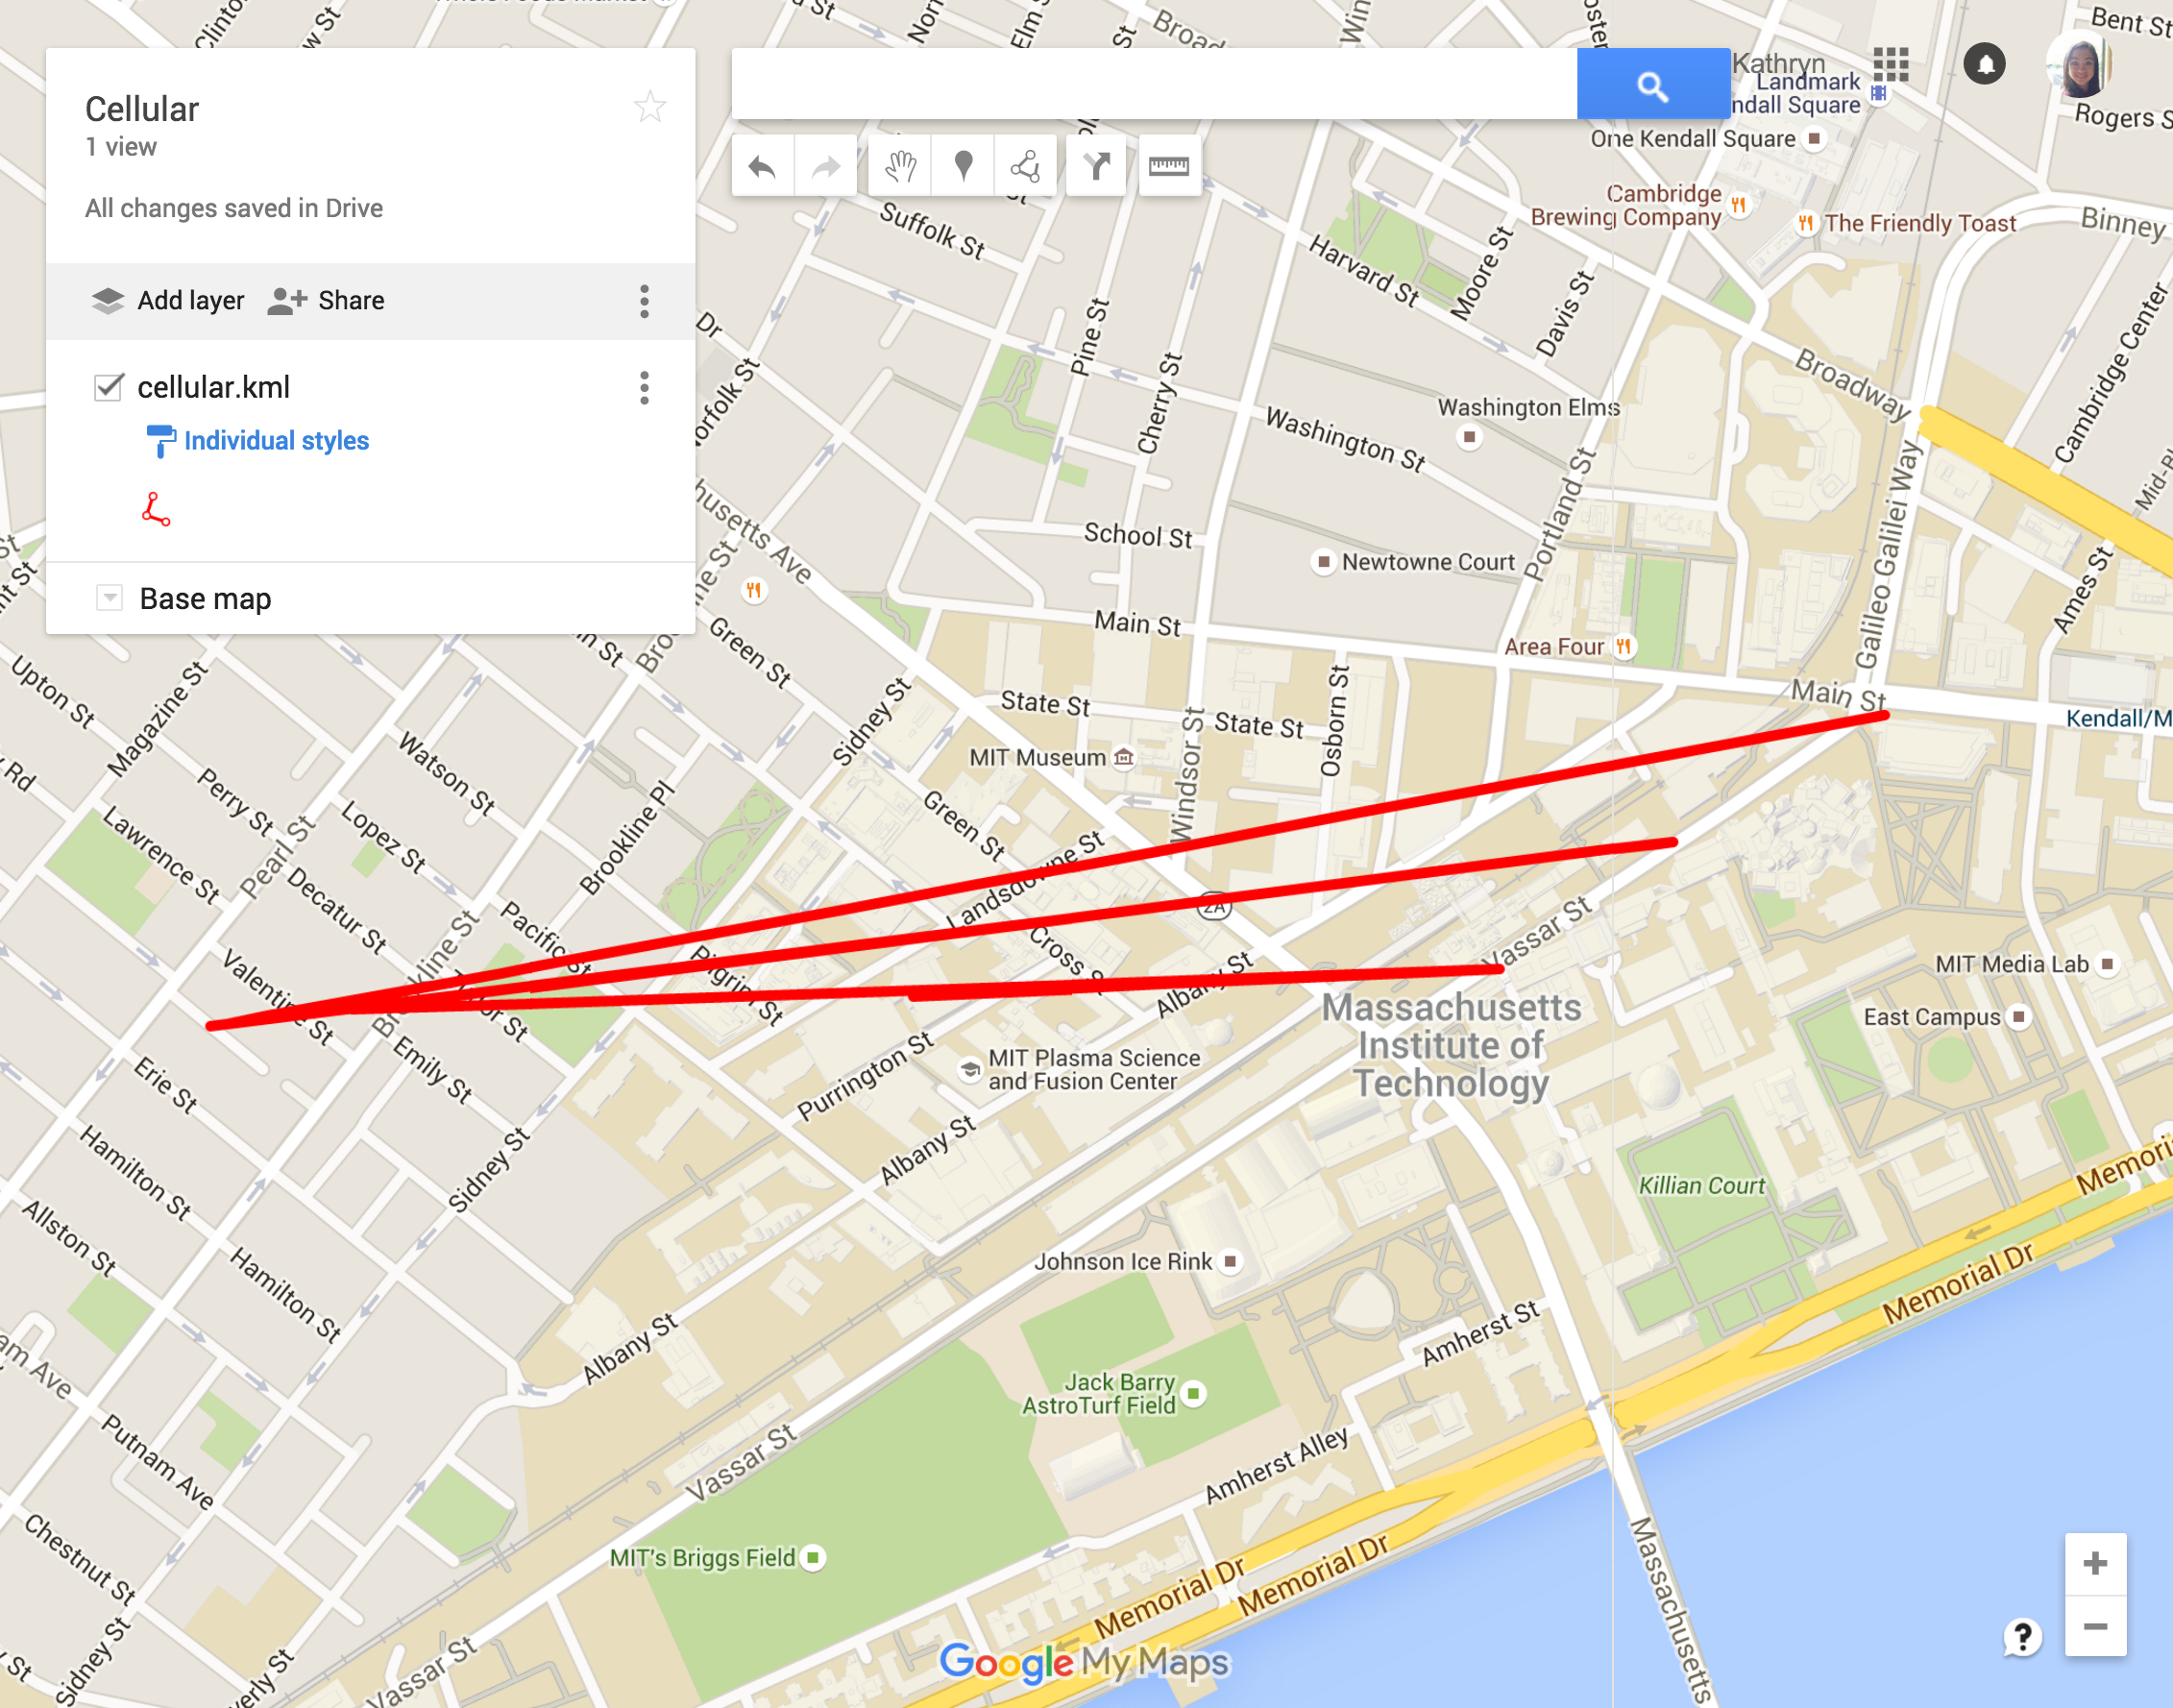 Cellular
1 view
All changes saved in Drive
Add layer
Share
cellular.kml
Individual styles
Base map
Kathryn
Landmark
ndall Square
One Kendall Square
Cambridge
Brewing Company
The Friendly Toast
Bent St
Rogers S
Binney
Broad
Suffolk St
Harvard St
Moore St
Davis St
Pine St
Cherry St
Washington St
Washington Elms
Broadway
Cambridge Center
Galileo Galilei Way
Portland St
School St
Newtowne Court
Main St
Area Four
Main St
Ames St
Kendall/M
Norfolk St
husetts Ave
Green St
Sidney St
State St
State St
Windsor St
Osborn St
MIT Museum
Green St
Landsdowne St
2A
Cross St
Albany St
Vassar St
Massachusetts
Institute of
Technology
MIT Media Lab
East Campus
MIT Plasma Science
and Fusion Center
Purrington St
Albany St
Pilgrim St
Pacific St
Brookline Pl
Watson St
Lopez St
Magazine St
Upton St
Perry St
Lawrence St
Pearl St
Decatur St
Brookline St
Valentine St
Emily St
Erie St
Hamilton St
Sidney St
Allston St
Hamilton St
Putnam Ave
Chestnut St
Sidney St
Albany St
Vassar St
Vassar St
Johnson Ice Rink
Jack Barry
AstroTurf Field
MIT's Briggs Field
Amherst St
Amherst Alley
Killian Court
Memorial Dr
Memorial Dr
Memorial Dr
Memori
Massachusetts
Google My Maps